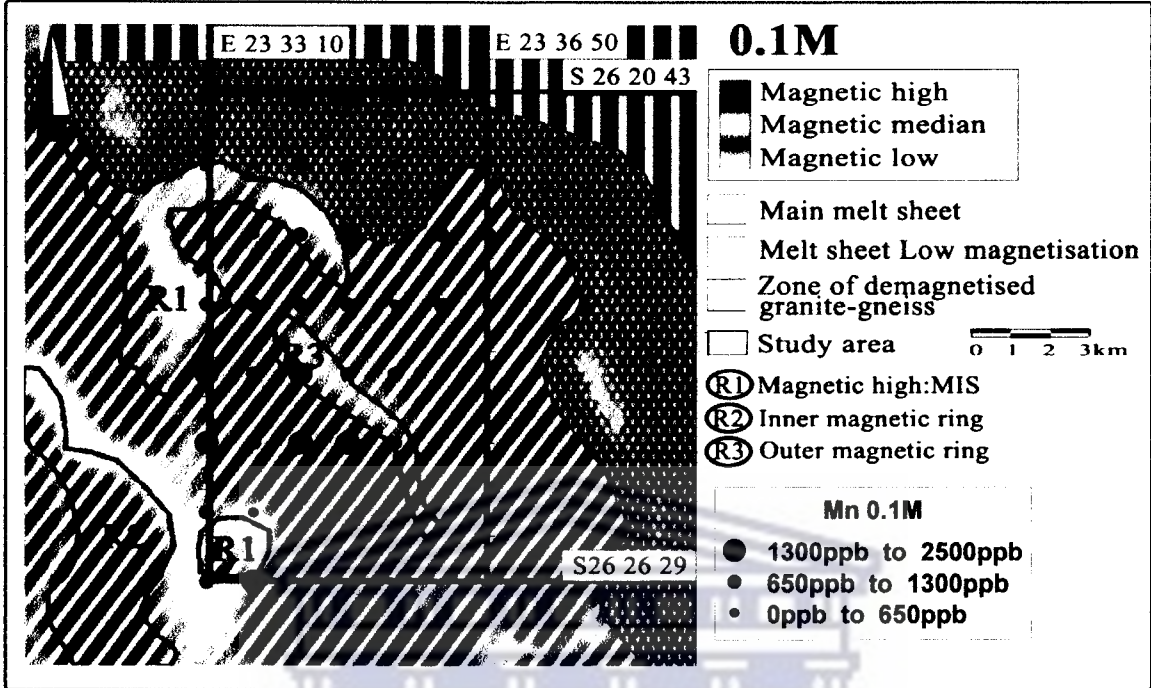 E 23 33 10
E 23 36 50
S 26 20 43
R1
R3
R1
S26 26 29
0.1M
Magnetic high
Magnetic median
Magnetic low
Main melt sheet
Melt sheet Low magnetisation
Zone of demagnetised
granite-gneiss
Study area
0 1 2 3km
R1 Magnetic high:MIS
R2 Inner magnetic ring
R3 Outer magnetic ring
Mn 0.1M
1300ppb to 2500ppb
650ppb to 1300ppb
0ppb to 650ppb